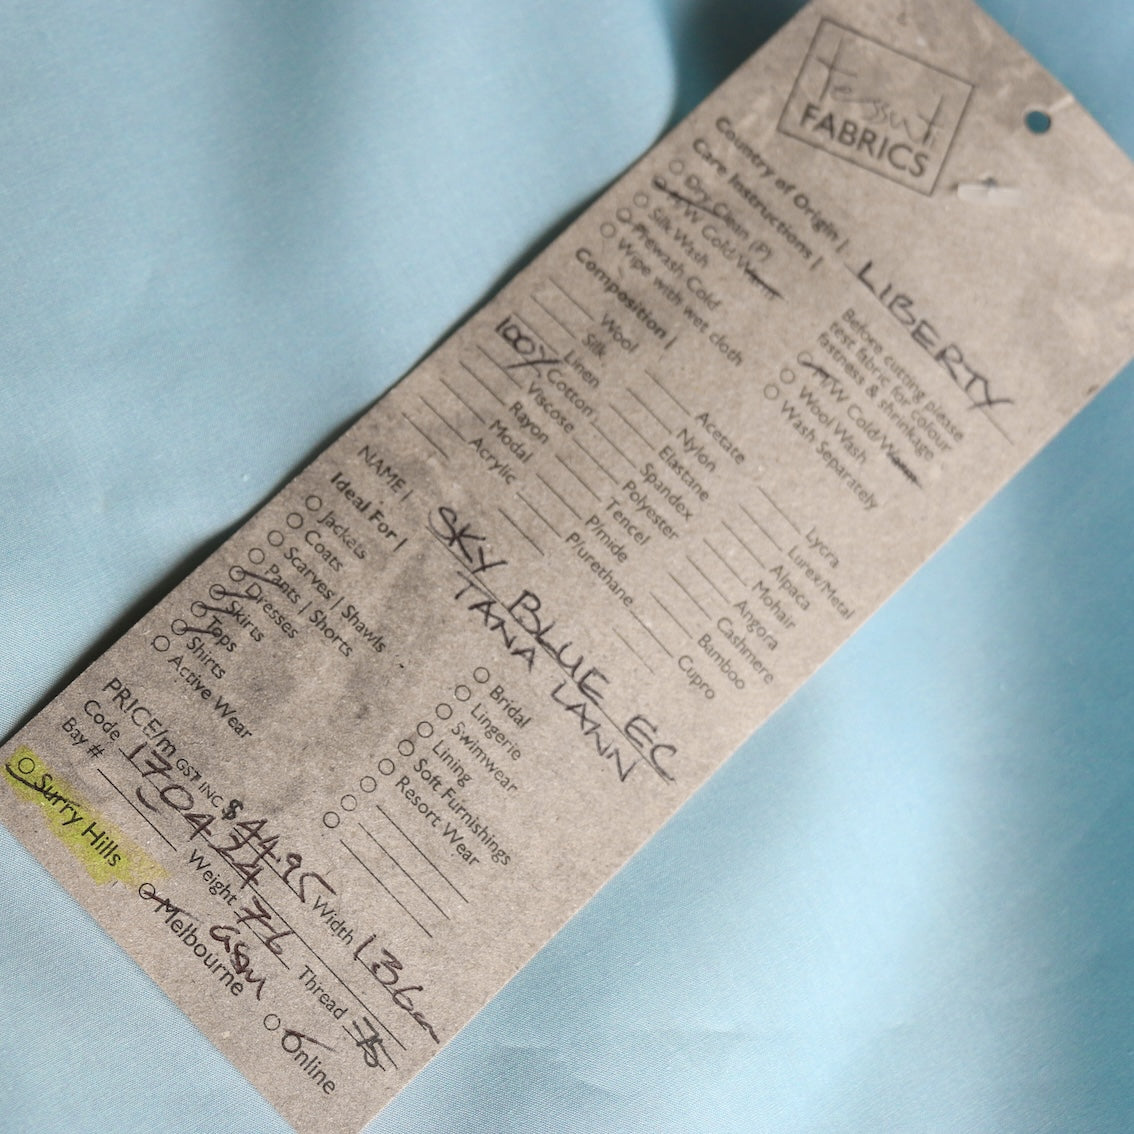 tessuti
FABRICS
Country of Origin | LIBERTY
Care Instructions |
Dry Clean (P)
H/W Cold/Warm
Silk Wash
Prewash Cold
Wipe with wet cloth
Before cutting please
test fabric for colour
fastness & shrinkage
M/W Cold/Warm
Wool Wash
Wash Separately
Composition |
Wool
Silk
Linen
100% Cotton
Viscose
Rayon
Modal
Acrylic
Acetate
Nylon
Elastane
Spandex
Polyester
Tencel
P/mide
P/urethane
Lycra
Lurex/Metal
Alpaca
Mohair
Angora
Cashmere
Bamboo
Cupro
NAME | SKY BLUE EC
TANA LAWN
Ideal For |
Jackets
Coats
Scarves | Shawls
Pants | Shorts
Dresses
Skirts
Tops
Shirts
Active Wear
Bridal
Lingerie
Swimwear
Lining
Soft Furnishings
Resort Wear
PRICE/m GST INC $44.95 Width 136cm
Code Weight 76 Thread 75
gsm
Bay #
Surry Hills
Melbourne
Online